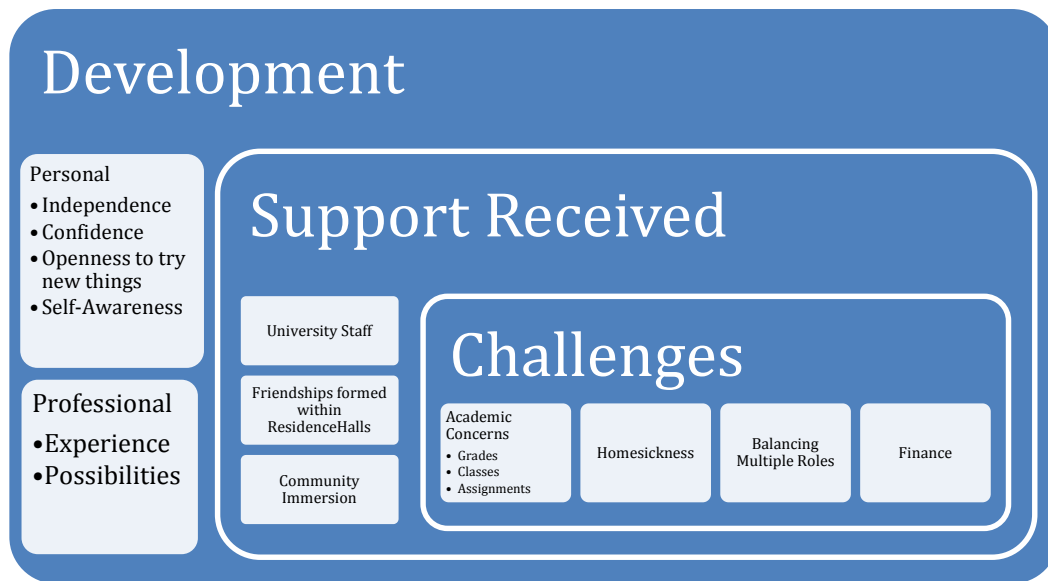 Development
Personal
• Independence
• Confidence
• Openness to try
new things
• Self-Awareness
Professional
•Experience
•Possibilities
Support Received
University Staff
Friendships formed
within
ResidenceHalls
Community
Immersion
Challenges
Academic
Concerns
• Grades
• Classes
• Assignments
Homesickness
Balancing
Multiple Roles
Finance